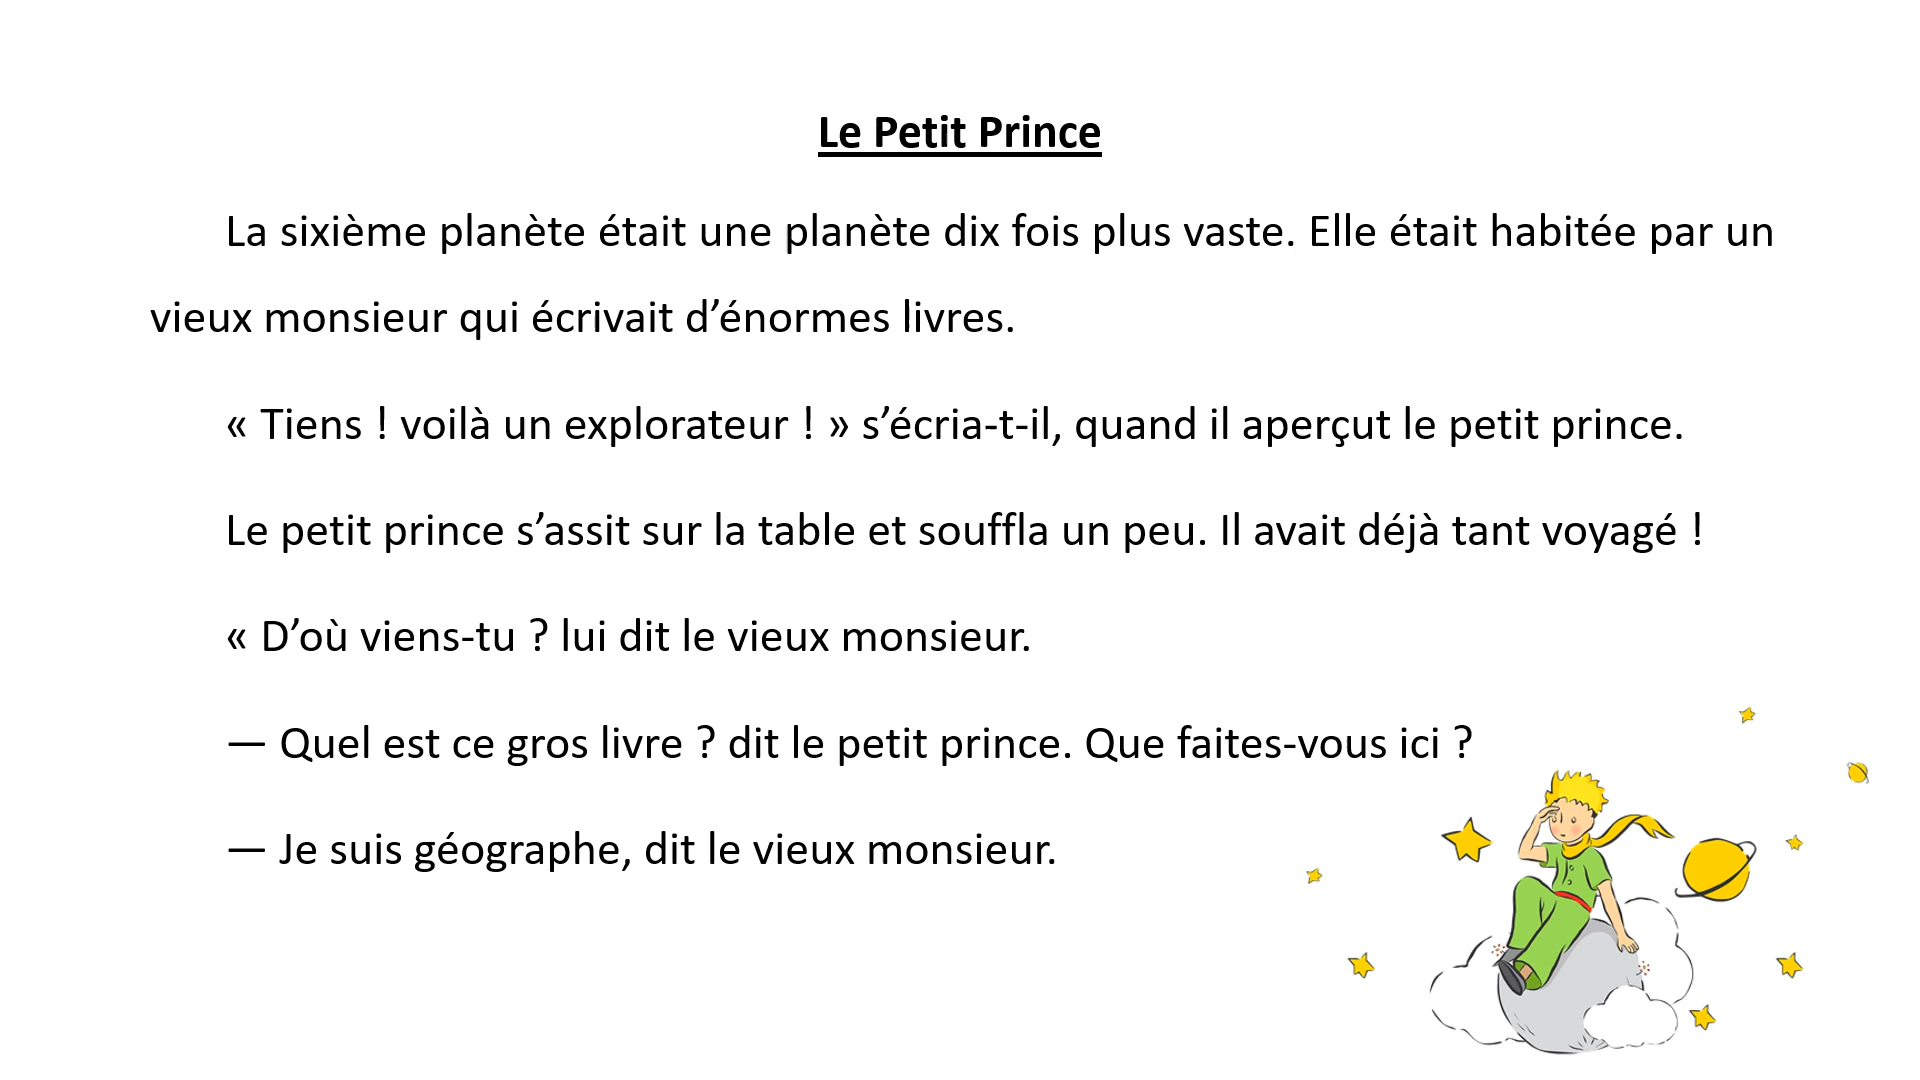 Le Petit Prince
La sixième planète était une planète dix fois plus vaste. Elle était habitée par un
vieux monsieur qui écrivait d’énormes livres.
« Tiens ! voilà un explorateur ! » s’écria-t-il, quand il aperçut le petit prince.
Le petit prince s’assit sur la table et souffla un peu. Il avait déjà tant voyagé !
« D’où viens-tu ? lui dit le vieux monsieur.
— Quel est ce gros livre ? dit le petit prince. Que faites-vous ici ?
— Je suis géographe, dit le vieux monsieur.